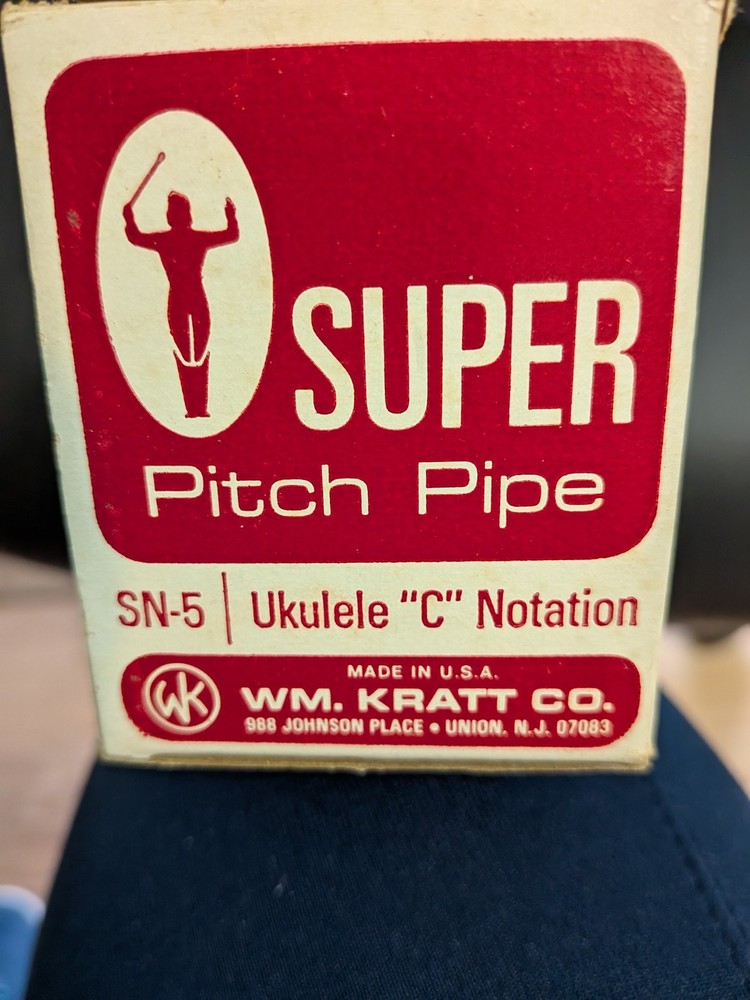 SUPER
Pitch Pipe
SN-5 | Ukulele "C" Notation
WK
MADE IN U.S.A.
WM. KRATT CO.
988 JOHNSON PLACE • UNION, N.J. 07083